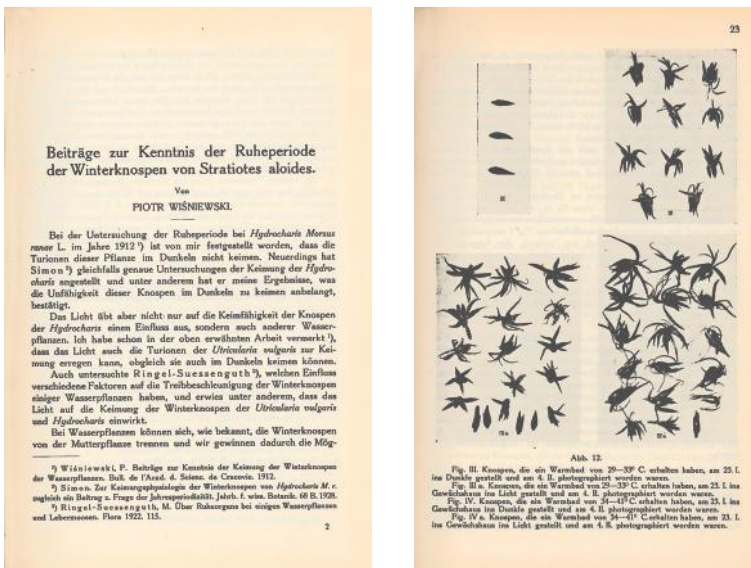 Beiträge zur Kenntnis der Ruheperiode
der Winterknospen von Stratiotes aloides.
Von
PIOTR WIŚNIEWSKI.
Bei der Untersuchung der Ruheperiode bei Hydrocharis Morsus
ranae L. im Jahre 1912 ¹) ist von mir festgestellt worden, dass die
Turionen dieser Pflanze im Dunkeln nicht keimen. Neuerdings hat
Simon ²) gleichfalls genaue Untersuchungen der Keimung der Hydro-
charis angestellt und unter anderem hat er meine Ergebnisse, was
die Unfähigkeit dieser Knospen im Dunkeln zu keimen anbelangt,
bestätigt.
Das Licht übt aber nicht nur auf die Keimfähigkeit der Knospen
der Hydrocharis einen Einfluss aus, sondern auch anderer Wasser-
pflanzen. Ich habe schon in der oben erwähnten Arbeit vermerkt ¹),
dass das Licht auch die Turionen der Utricularia vulgaris zur Kei-
mung erregen kann, obgleich sie auch im Dunkeln keimen können.
Auch untersuchte Ringel-Suessenguth ³), welchen Einfluss
verschiedene Faktoren auf die Treibbeschleunigung der Winterknospen
einiger Wasserpflanzen haben, und erwies unter anderem, dass das
Licht auf die Keimung der Winterknospen der Utricularia vulgaris
und Hydrocharis einwirkt.
Bei Wasserpflanzen können sich, wie bekannt, die Winterknospen
von der Mutterpflanze trennen und wir gewinnen dadurch die Mög-
¹) Wiśniewski, P. Beiträge zur Kenntnis der Keimung der Winterknospen
der Wasserpflanzen. Bull. de l'Acad. d. Scienc. de Cracovie. 1912.
²) Simon. Zur Keimungsphysiologie der Winterknospen von Hydrocharis M. r.
zugleich ein Beitrag z. Frage der Jahresperiodizität. Jahrb. f. wiss. Botanik. 68 B. 1928.
³) Ringel-Suessenguth, M. Über Ruheorgane bei einigen Wasserpflanzen
und Lebermoosen. Flora 1922. 115.
2
23
Abb. 12.
Fig. III. Knospen, die ein Warmbad von 29—33° C. erhalten haben, am 23. I.
ins Dunkle gestellt und am 4. II. photographiert worden waren.
Fig. III a. Knospen, die ein Warmbad von 29—33° C. erhalten haben, am 23. I. ins
Gewächshaus ins Licht gestellt und am 4. II. photographiert worden waren.
Fig. IV. Knospen, die ein Warmbad von 34—41° C erhalten haben, am 23. I. ins
Gewächshaus ins Dunkle gestellt und am 4. II. photographiert worden waren.
Fig. IV a. Knospen, die ein Warmbad von 34—41° C. erhalten haben, am 23. I.
ins Gewächshaus ins Licht gestellt und am 4. II. photographiert worden waren.